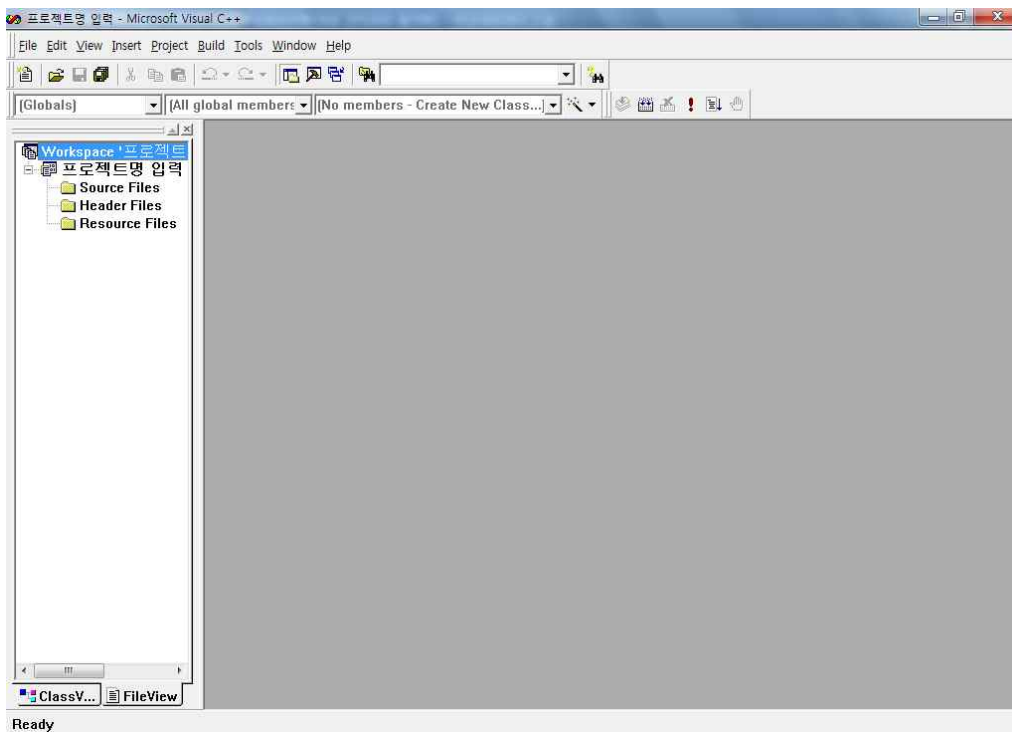 프로젝트명 입력 - Microsoft Visual C++
File Edit View Insert Project Build Tools Window Help
(Globals) (All global members (No members - Create New Class...)
Workspace '프로젝트
프로젝트명 입력
Source Files
Header Files
Resource Files
ClassV... FileView
Ready